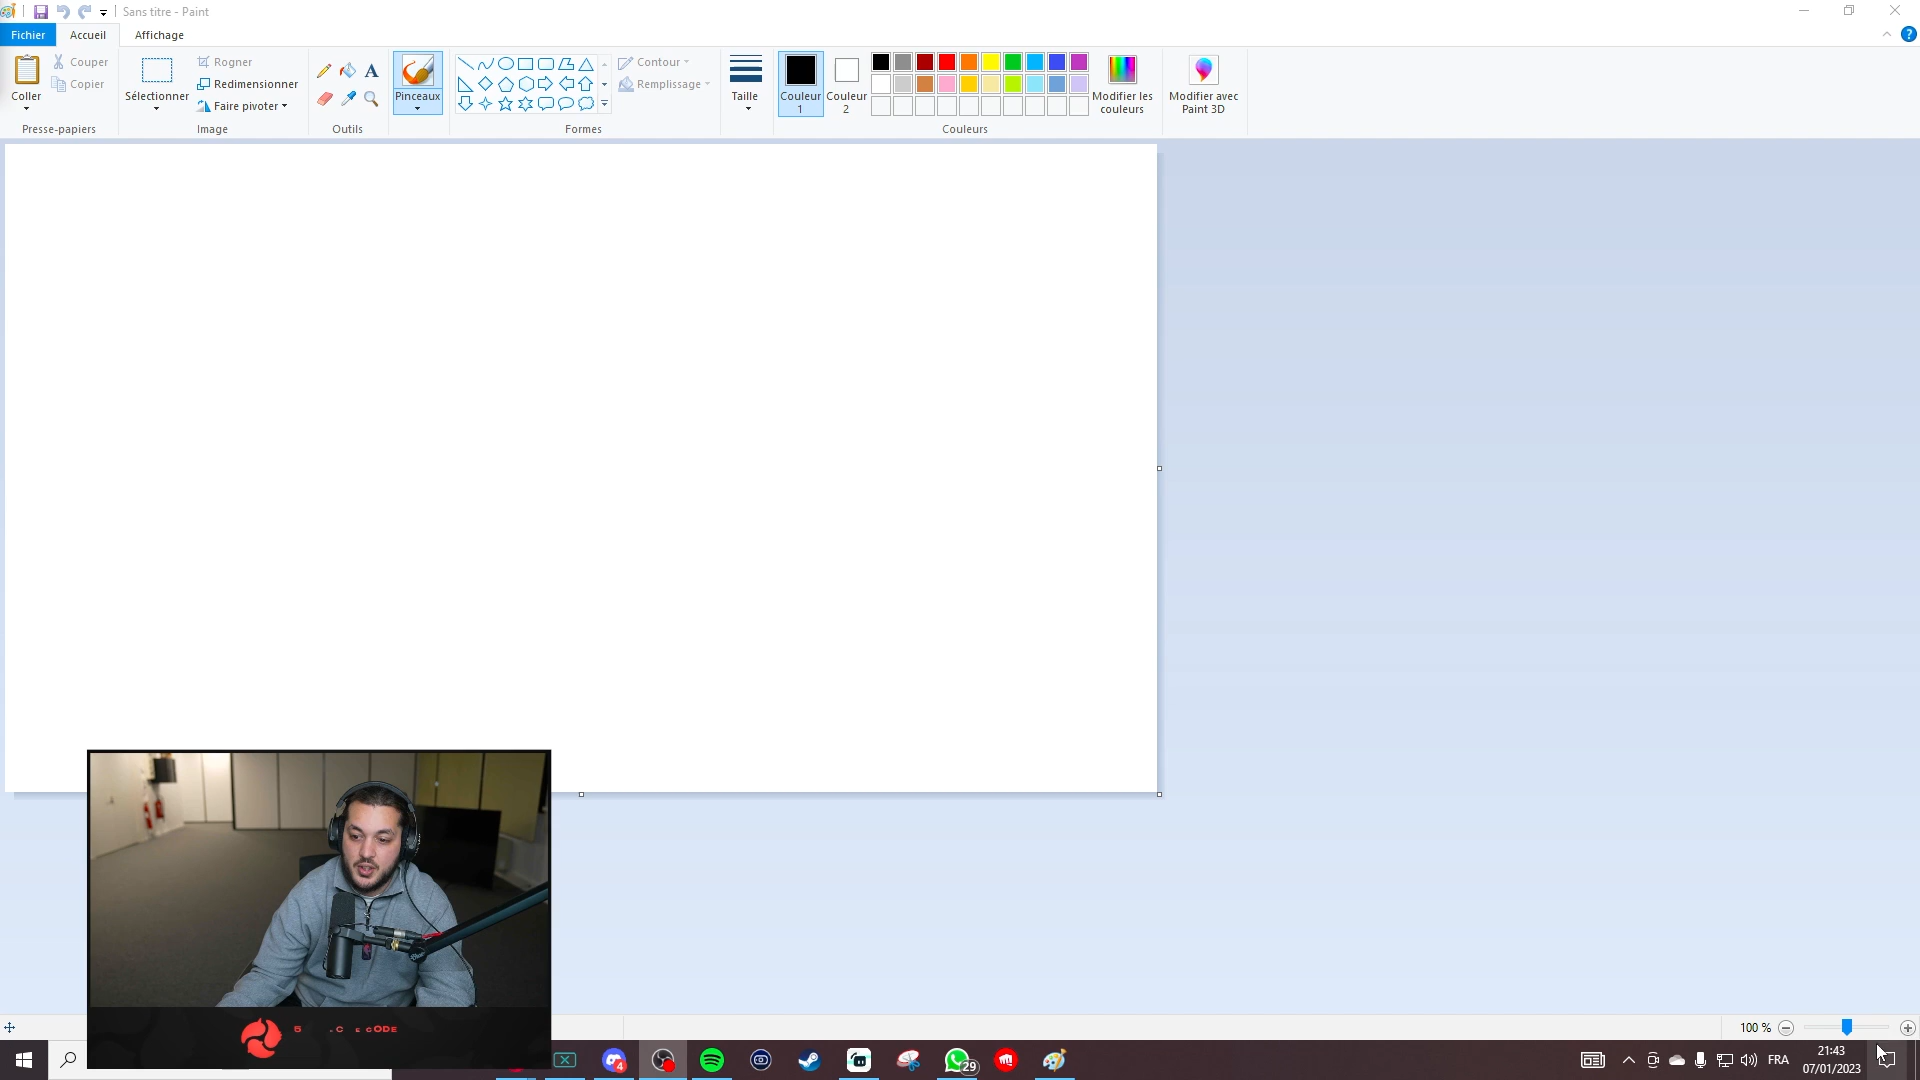 Sans titre - Paint
Fichier
Accueil
Affichage
Coller
Couper
Copier
Presse-papiers
Sélectionner
Rogner
Redimensionner
Faire pivoter
Image
A
Outils
Pinceaux
Formes
Contour
Remplissage
Taille
Couleur
1
Couleur
2
Couleurs
Modifier les
couleurs
Modifier avec
Paint 3D
?
100 %
4
29
FRA
21:43
07/01/2023